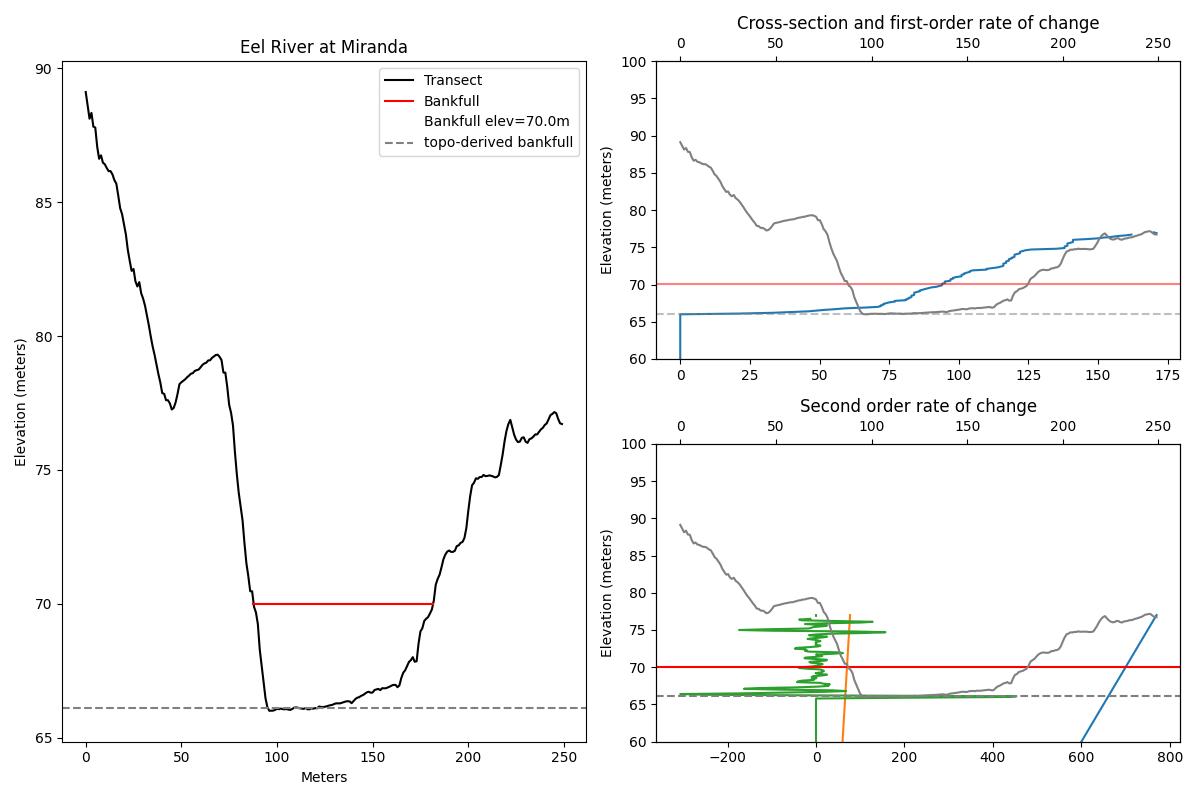 Eel River at Miranda
90
85
80
75
70
65
Elevation (meters)
0 50 100 150 200 250
Meters
Transect
Bankfull
Bankfull elev=70.0m
topo-derived bankfull
Cross-section and first-order rate of change
0 50 100 150 200 250
100
95
90
85
80
75
70
65
60
Elevation (meters)
0 25 50 75 100 125 150 175
Second order rate of change
0 50 100 150 200 250
100
95
90
85
80
75
70
65
60
Elevation (meters)
−200 0 200 400 600 800